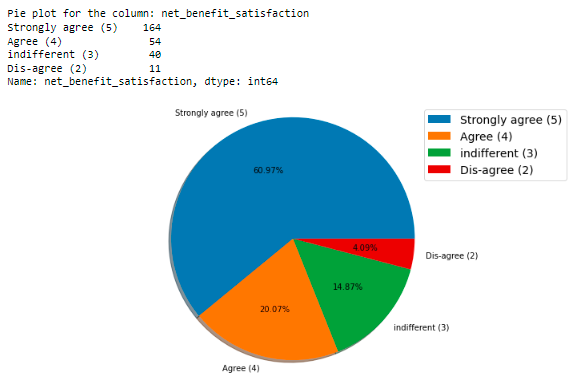 Pie plot for the column: net_benefit_satisfaction
Strongly agree (5)    164
Agree (4)              54
indifferent (3)        40
Dis-agree (2)          11
Name: net_benefit_satisfaction, dtype: int64
Strongly agree (5)
Strongly agree (5)
Agree (4)
indifferent (3)
Dis-agree (2)
60.97%
4.09%
Dis-agree (2)
14.87%
20.07%
indifferent (3)
Agree (4)